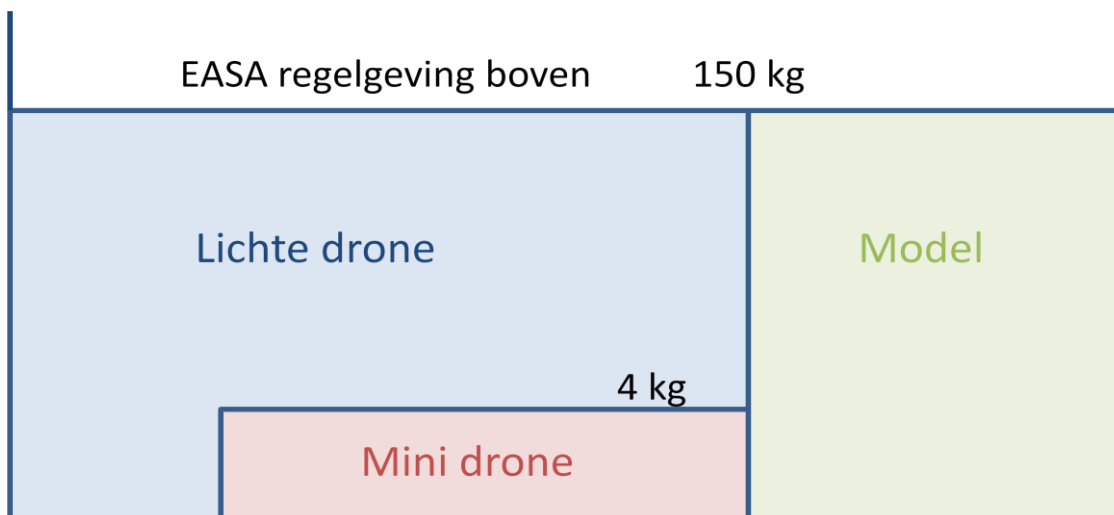 EASA regelgeving boven 150 kg
Lichte drone
Model
4 kg
Mini drone